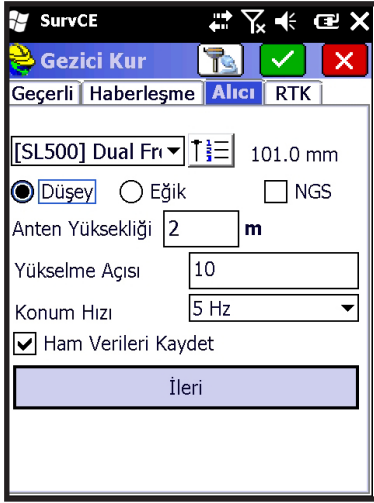 SurvCE
Gezici Kur
Geçerli Haberleşme Alıcı RTK
[SL500] Dual Fr 101.0 mm
Düşey Eğik NGS
Anten Yüksekliği 2 m
Yükselme Açısı 10
Konum Hızı 5 Hz
Ham Verileri Kaydet
İleri